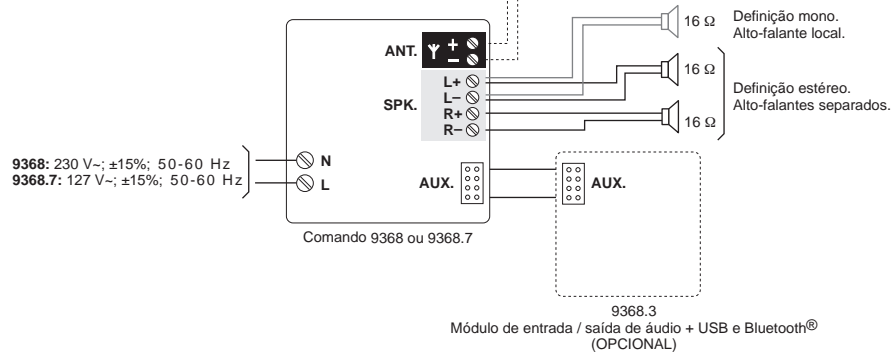 16 Ω
Definição mono.
Alto-falante local.
ANT.
+
–
L+
L–
R+
R–
SPK.
16 Ω
16 Ω
Definição estéreo.
Alto-falantes separados.
9368: 230 V~; ±15%; 50-60 Hz
9368.7: 127 V~; ±15%; 50-60 Hz
N
L
AUX.
AUX.
Comando 9368 ou 9368.7
9368.3
Módulo de entrada / saída de áudio + USB e Bluetooth®
(OPCIONAL)